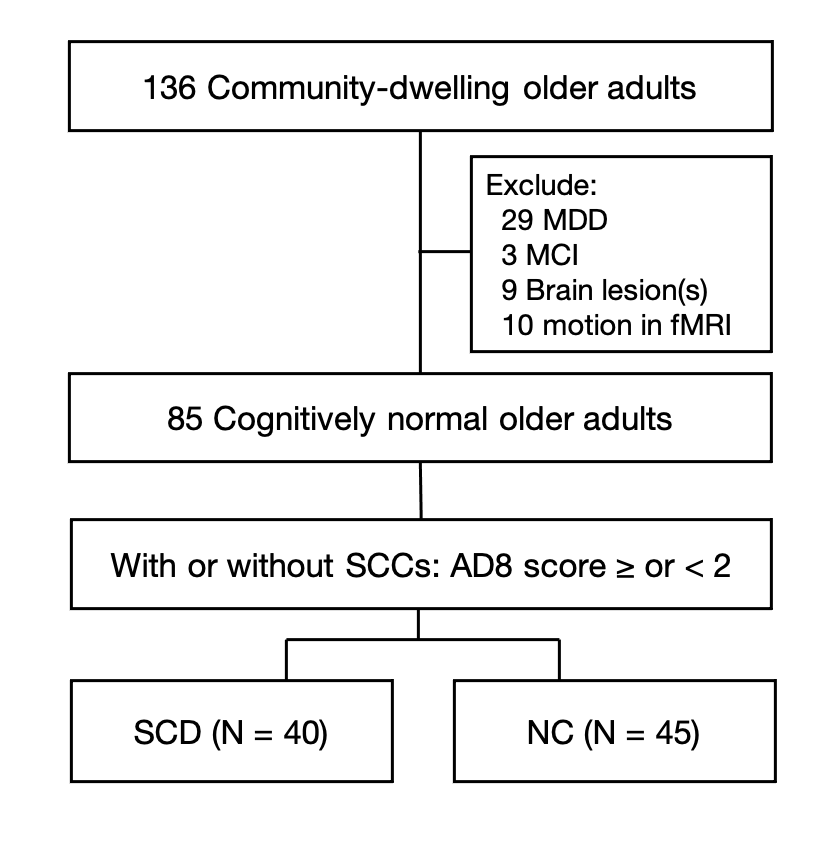 136 Community-dwelling older adults
Exclude:
29 MDD
3 MCI
9 Brain lesion(s)
10 motion in fMRI
85 Cognitively normal older adults
With or without SCCs: AD8 score ≥ or < 2
SCD (N = 40)
NC (N = 45)